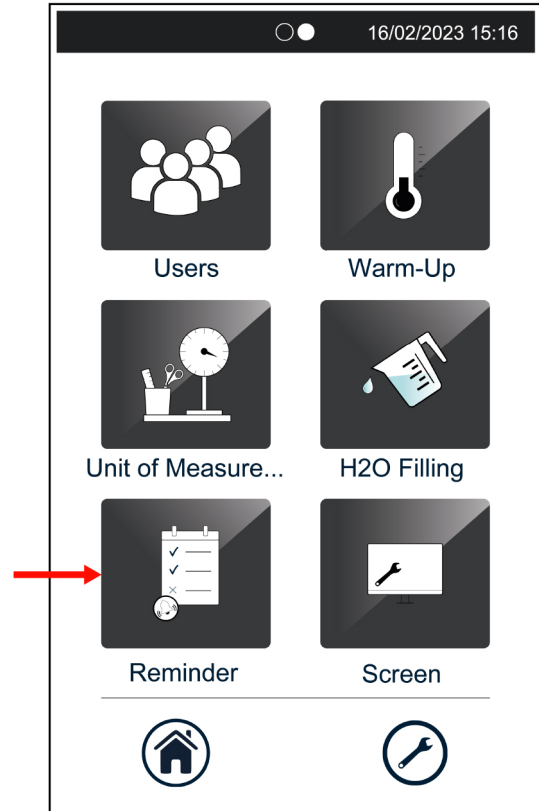 16/02/2023 15:16
Users
Warm-Up
Unit of Measure...
H2O Filling
Reminder
Screen